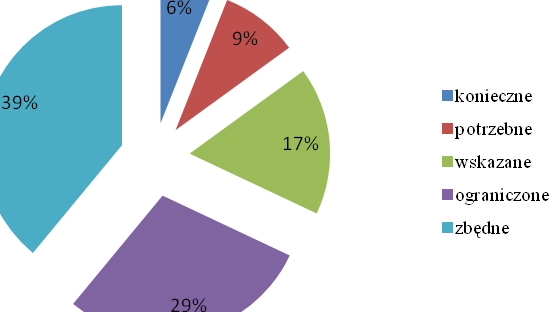 6%
9%
39%
17%
29%
konieczne
potrzebne
wskazane
ograniczone
zbędne